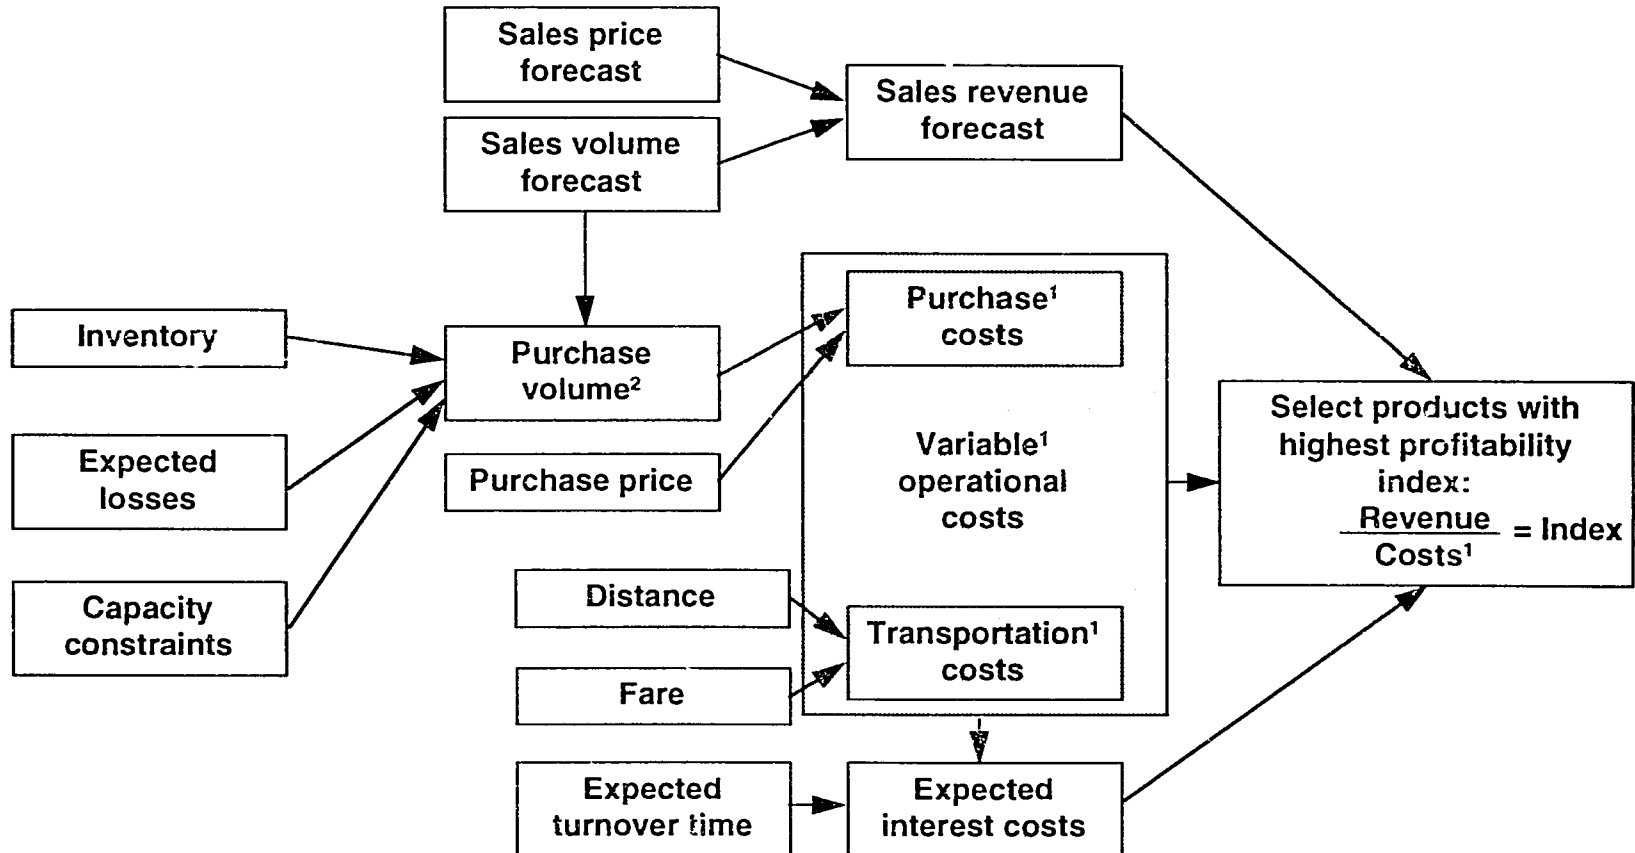 Sales price
forecast
Sales revenue
forecast
Sales volume
forecast
Inventory
Purchase
volume²
Purchase¹
costs
Expected
losses
Purchase price
Variable¹
operational
costs
Select products with
highest profitability
index:
Revenue
Costs¹
= Index
Capacity
constraints
Distance
Transportation¹
costs
Fare
Expected
turnover time
Expected
interest costs